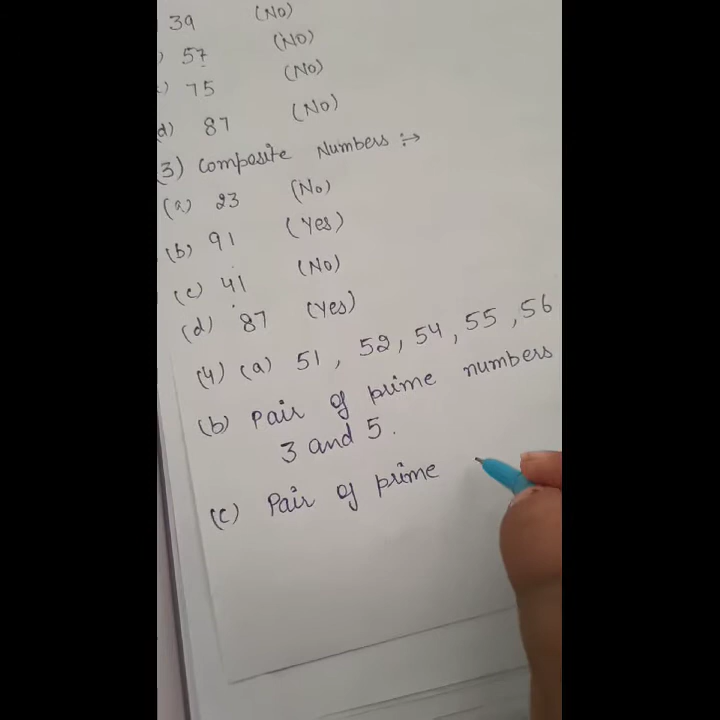 39 (No)
) 57 (NO)
) 75 (No)
d) 87 (NO)
(3) Composite Numbers :→
(a) 23 (No)
(b) 91 (Yes)
(c) 41 (No)
(d) 87 (Yes)
(4) (a) 51, 52, 54, 55, 56
(b) Pair of prime numbers
3 and 5.
(c) Pair of prime